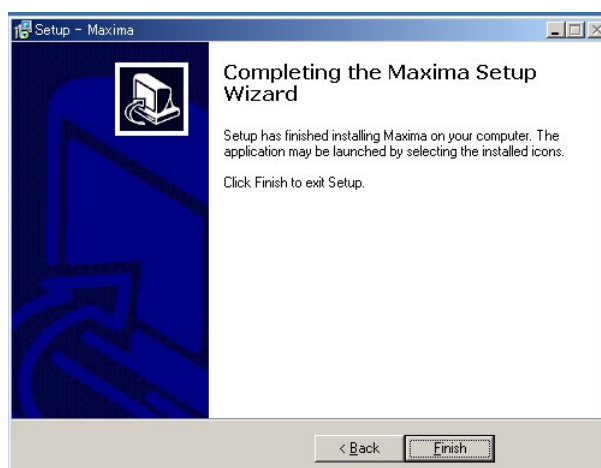 Setup - Maxima
Completing the Maxima Setup
Wizard
Setup has finished installing Maxima on your computer. The
application may be launched by selecting the installed icons.
Click Finish to exit Setup.
< Back
Finish